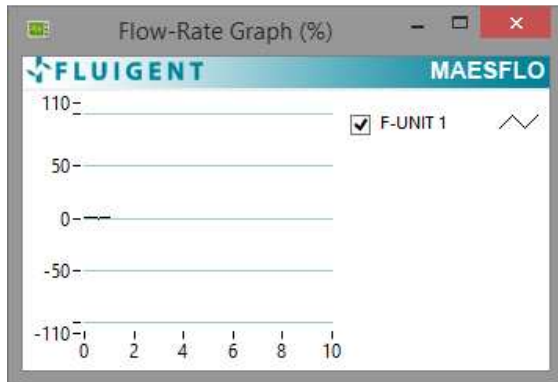 Flow-Rate Graph (%)
FLUIGENT MAESFLO
110
F-UNIT 1
50
0
-50
-110
0 2 4 6 8 10